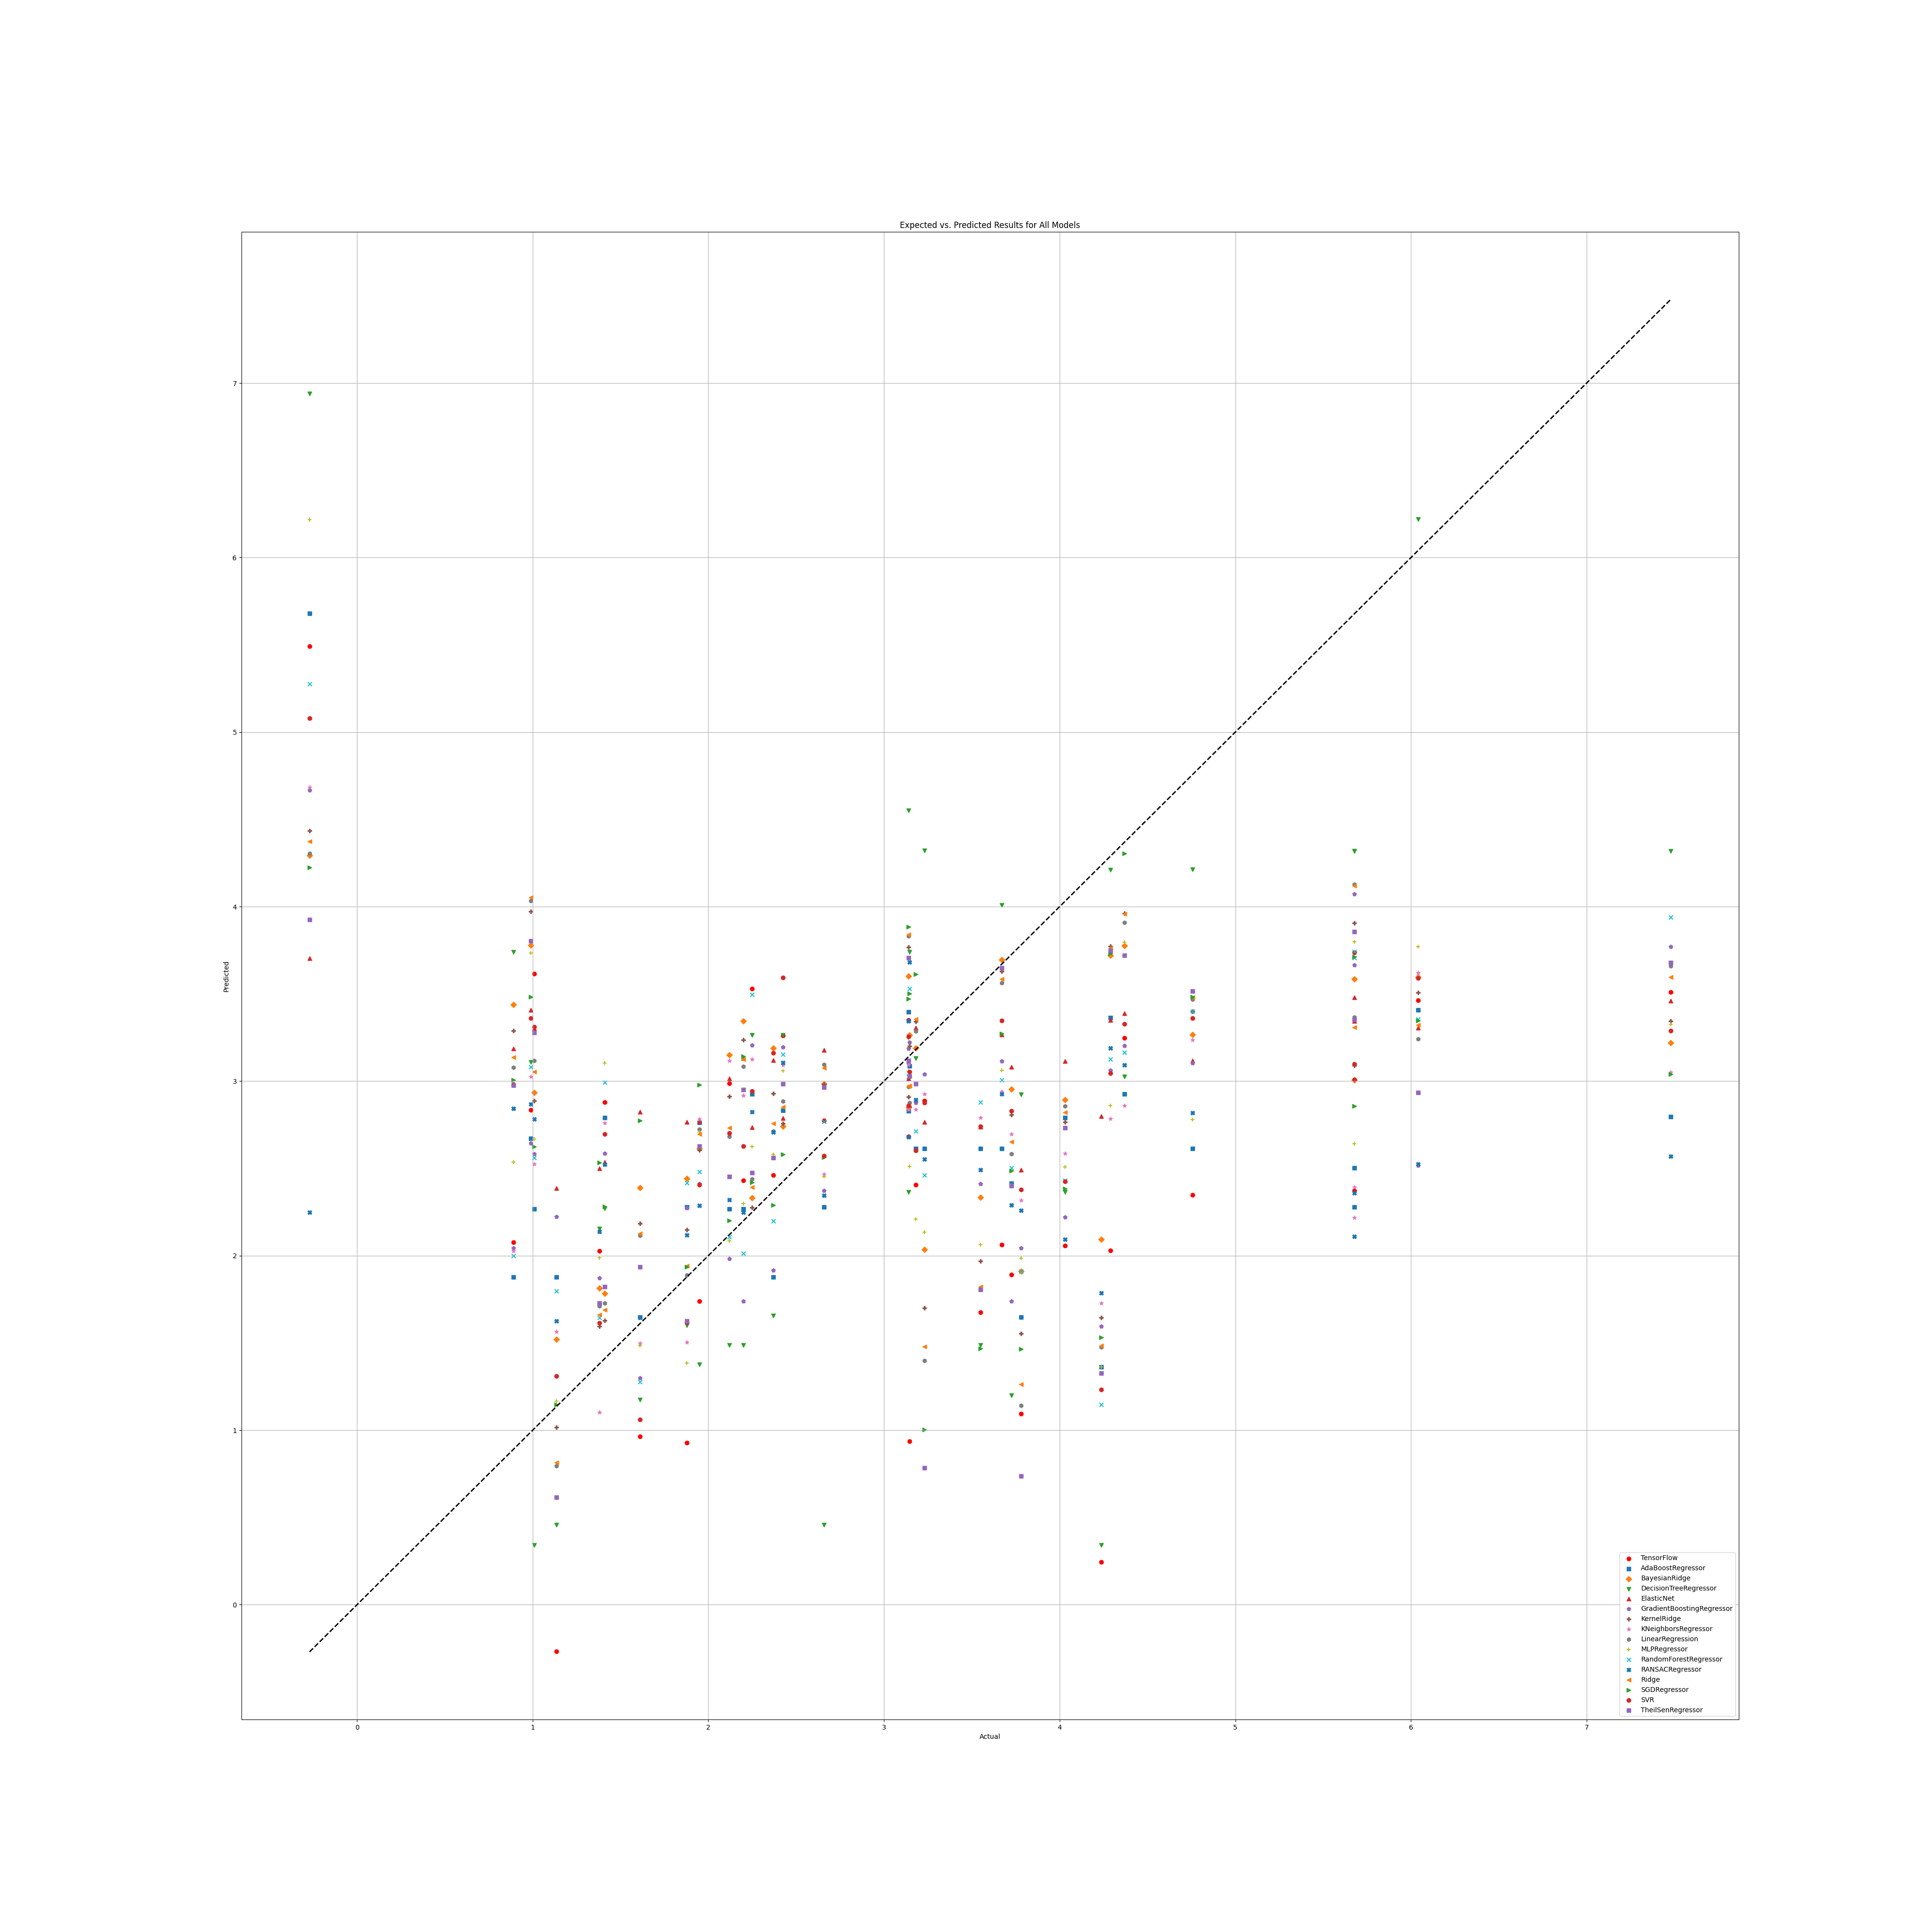 Expected vs. Predicted Results for All Models
7
6
5
4
3
2
1
0
Predicted
0 1 2 3 4 5 6 7
Actual
TensorFlow
AdaBoostRegressor
BayesianRidge
DecisionTreeRegressor
ElasticNet
GradientBoostingRegressor
KernelRidge
KNeighborsRegressor
LinearRegression
MLPRegressor
RandomForestRegressor
RANSACRegressor
Ridge
SGDRegressor
SVR
TheilSenRegressor